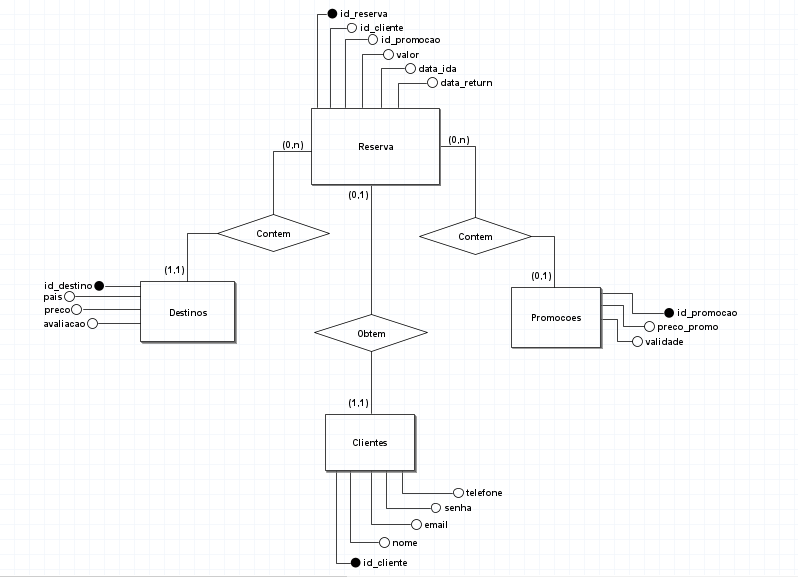 id_reserva
id_cliente
id_promocao
valor
data_ida
data_return
Reserva
(0,n)
(0,n)
(0,1)
Contem
Contem
(1,1)
(0,1)
id_destino
pais
preco
avaliacao
Destinos
Promocoes
id_promocao
preco_promo
validade
Obtem
(1,1)
Clientes
telefone
senha
email
nome
id_cliente